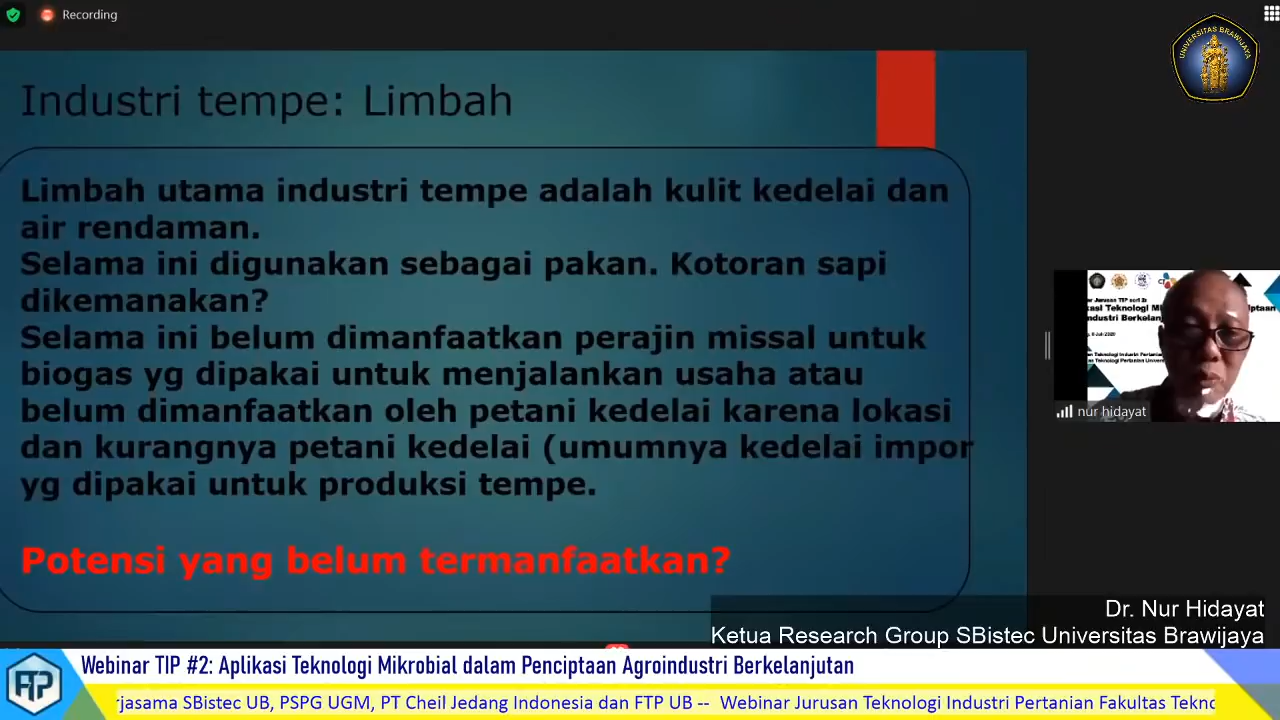 Recording
UNIVERSITAS BRAWIJAYA
Industri tempe: Limbah
Limbah utama industri tempe adalah kulit kedelai dan
air rendaman.
Selama ini digunakan sebagai pakan. Kotoran sapi
dikemanakan?
Selama ini belum dimanfaatkan perajin missal untuk
biogas yg dipakai untuk menjalankan usaha atau
belum dimanfaatkan oleh petani kedelai karena lokasi
dan kurangnya petani kedelai (umumnya kedelai impor
yg dipakai untuk produksi tempe.
Potensi yang belum termanfaatkan?
nur hidayat
Dr. Nur Hidayat
Ketua Research Group SBistec Universitas Brawijaya
Webinar TIP #2: Aplikasi Teknologi Mikrobial dalam Penciptaan Agroindustri Berkelanjutan
rjasama SBistec UB, PSPG UGM, PT Cheil Jedang Indonesia dan FTP UB -- Webinar Jurusan Teknologi Industri Pertanian Fakultas Tekno